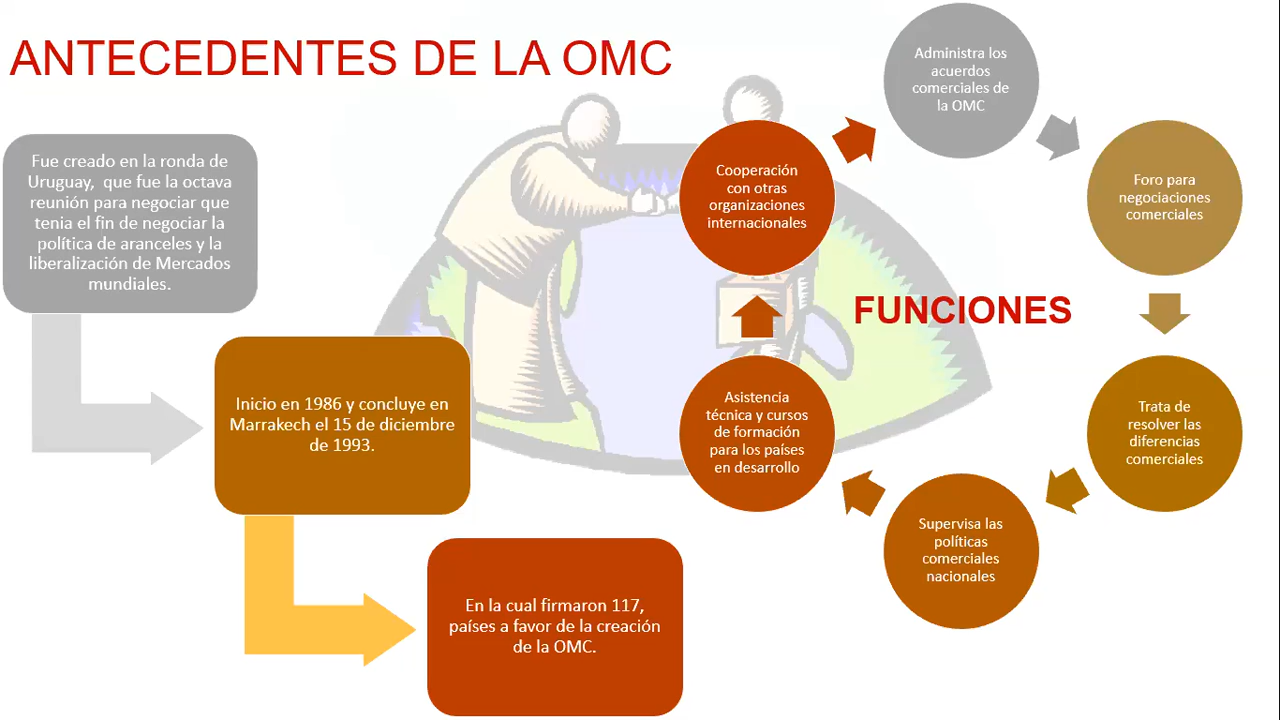 ANTECEDENTES DE LA OMC
Fue creado en la ronda de
Uruguay, que fue la octava
reunión para negociar que
tenia el fin de negociar la
política de aranceles y la
liberalización de Mercados
mundiales.
Inicio en 1986 y concluye en
Marrakech el 15 de diciembre
de 1993.
En la cual firmaron 117,
países a favor de la creación
de la OMC.
FUNCIONES
Administra los
acuerdos
comerciales de
la OMC
Foro para
negociaciones
comerciales
Trata de
resolver las
diferencias
comerciales
Supervisa las
políticas
comerciales
nacionales
Asistencia
técnica y cursos
de formación
para los países
en desarrollo
Cooperación
con otras
organizaciones
internacionales